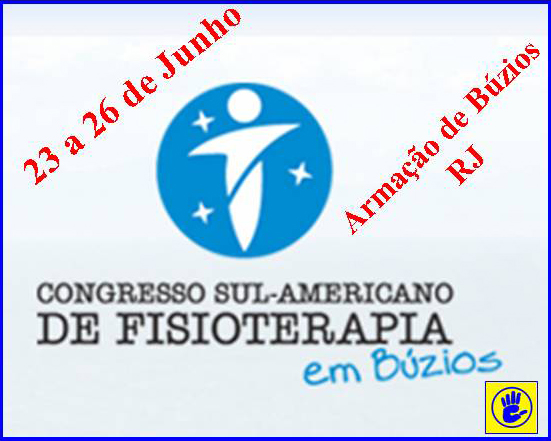 23 a 26 de Junho
Armação de Búzios
RJ
CONGRESSO SUL-AMERICANO
DE FISIOTERAPIA
em Búzios